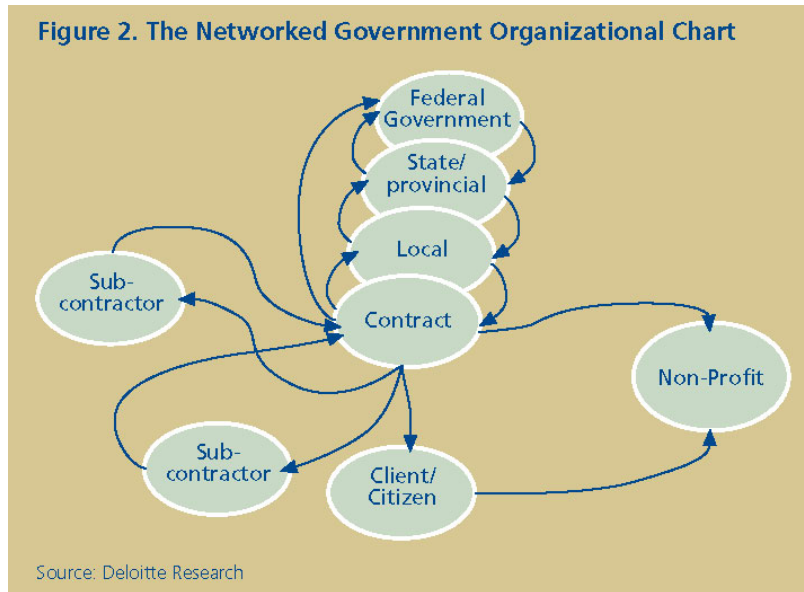 Figure 2. The Networked Government Organizational Chart
Federal
Government
State/
provincial
Local
Contract
Sub-
contractor
Sub-
contractor
Client/
Citizen
Non-Profit
Source: Deloitte Research